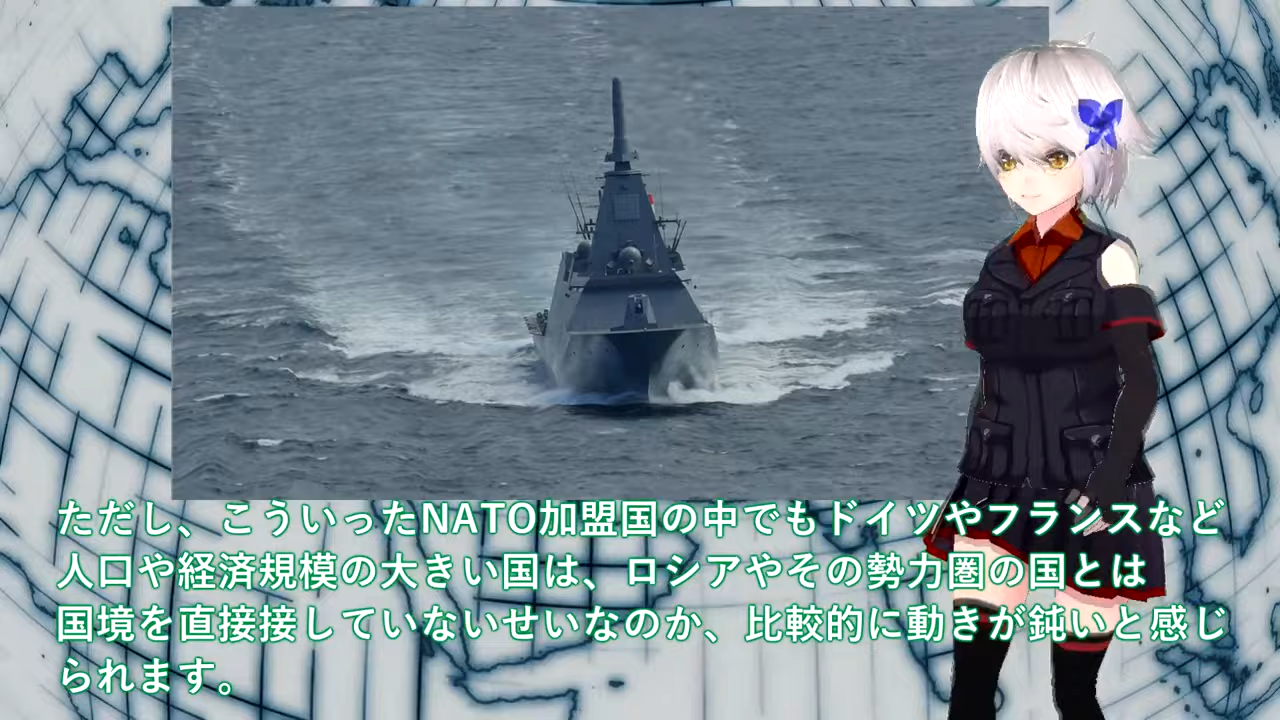 ただし、こういったNATO加盟国の中でもドイツやフランスなど
人口や経済規模の大きい国は、ロシアやその勢力圏の国とは
国境を直接接していないせいなのか、比較的に動きが鈍いと感じ
られます。